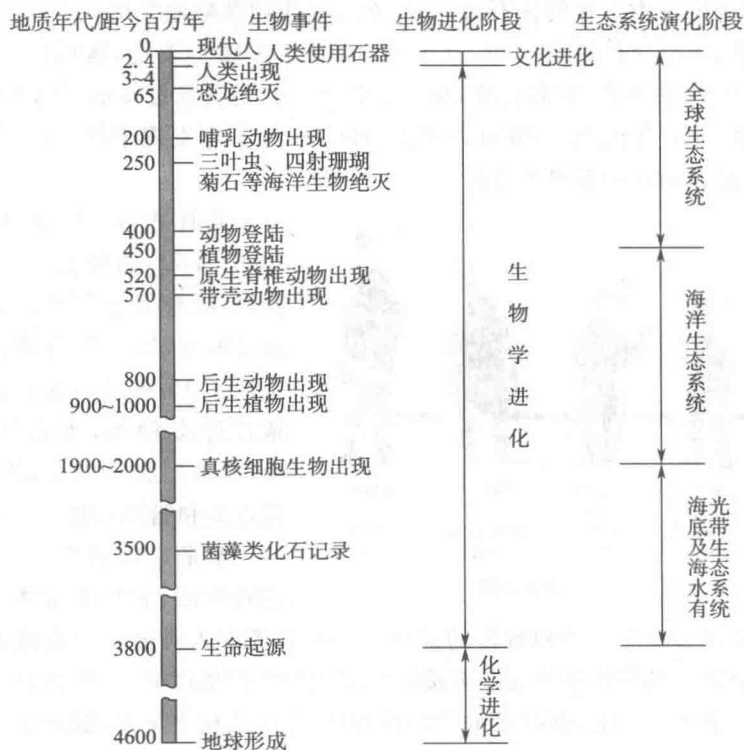 地质年代/距今百万年 生物事件 生物进化阶段 生态系统演化阶段
0 现代人
2.4 人类使用石器 文化进化
3~4 人类出现
65 恐龙绝灭
200 哺乳动物出现
250 三叶虫、四射珊瑚
菊石等海洋生物绝灭
400 动物登陆
450 植物登陆
520 原生脊椎动物出现
570 带壳动物出现
800 后生动物出现
900~1000 后生植物出现
1900~2000 真核细胞生物出现
3500 菌藻类化石记录
3800 生命起源
4600 地球形成
生物学进化
化学进化
全球生态系统
海洋生态系统
海底及海水有
光带生态系统